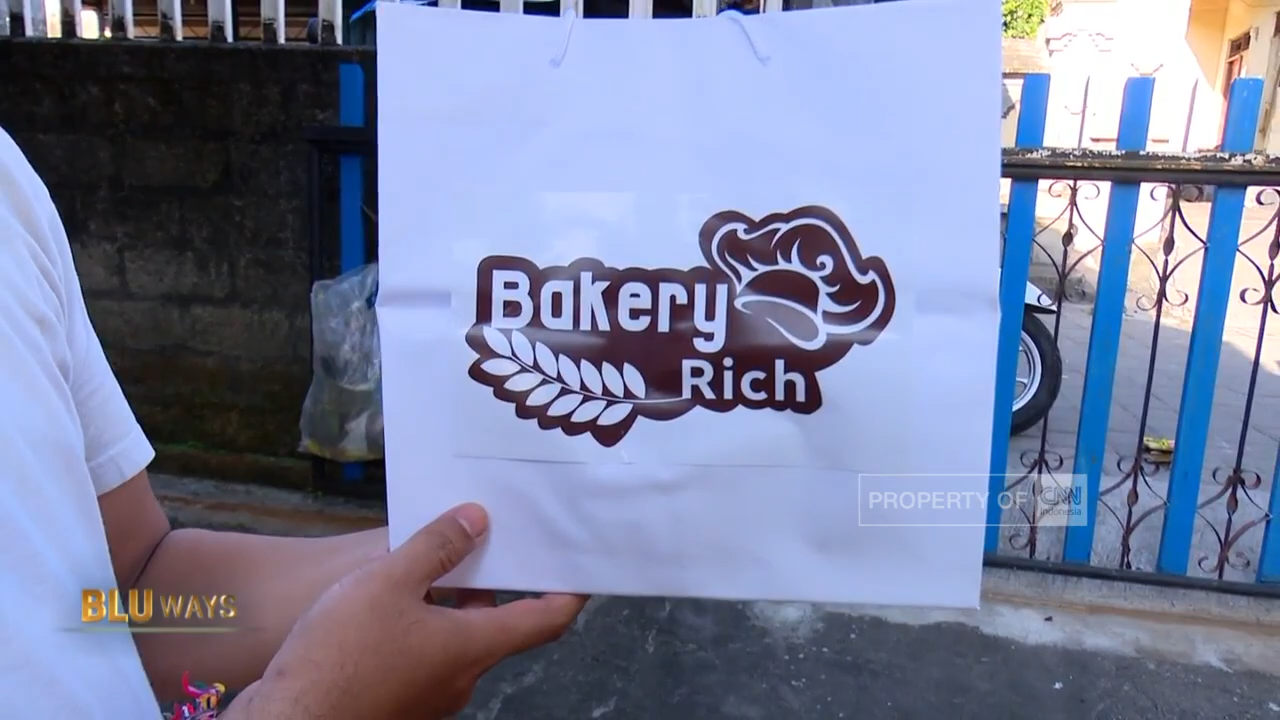 Bakery
Rich
PROPERTY OF CNN
Indonesia
BLU WAYS